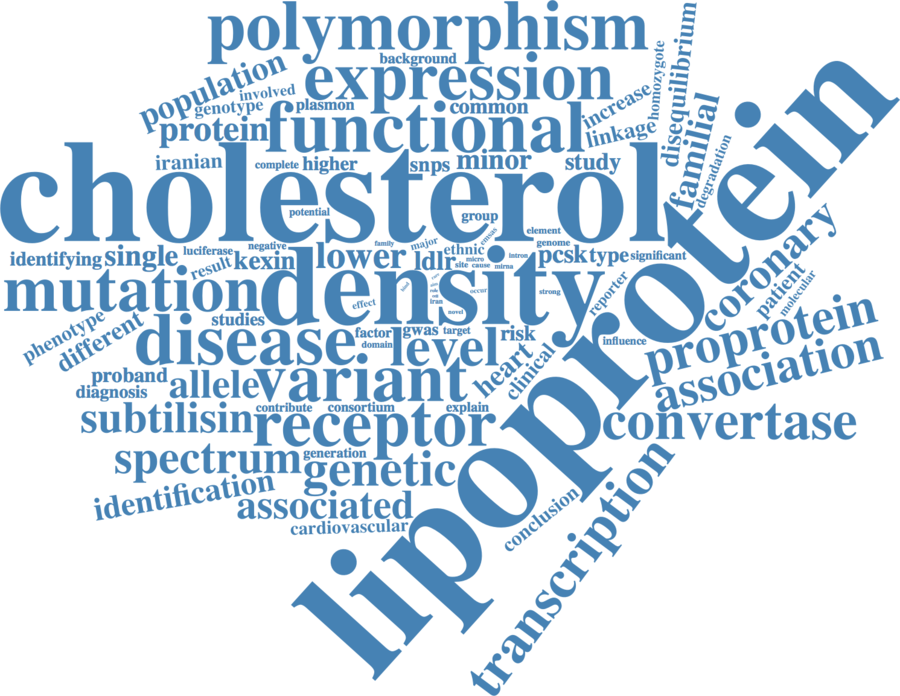 polymorphism
background
expression
population
involved
genotype
plasmon
common
increase
homozygote
disequilibrium
protein
functional
linkage
familial
degradation
iranian
complete
higher
snps
minor
study
cholesterol
lipoprotein
potential
group
census
element
genome
identifying
single
luciferase
negative
family
major
ethnic
result
kexin
lower
ldlr
micro
site
cause
mirna
intron
pcsk
type
significant
coronary
mutation
density
effect
iran
occur
novel
strong
reporter
patient
molecular
phenotype
different
studies
disease
factor
domain
gwas
target
level
risk
influence
proprotein
association
proband
diagnosis
allele
variant
heart
clinical
subtilisin
contribute
consortium
explain
receptor
convertase
spectrum
generation
genetic
identification
associated
cardiovascular
conclusion
transcription